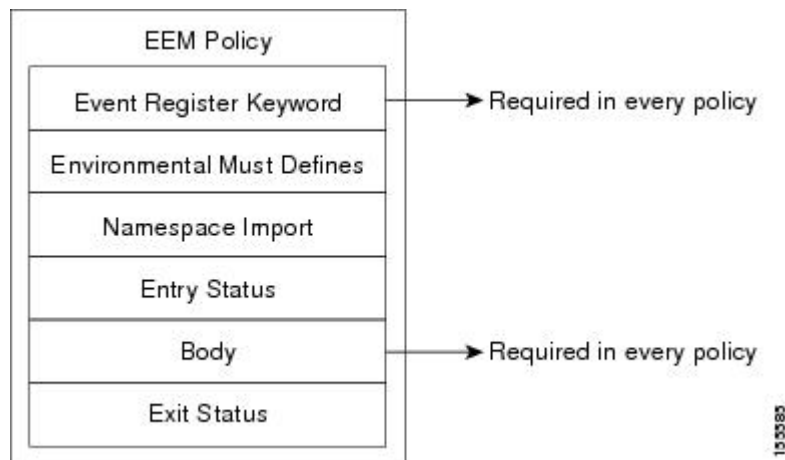 EEM Policy
Event Register Keyword
Required in every policy
Environmental Must Defines
Namespace Import
Entry Status
Body
Required in every policy
Exit Status
155585